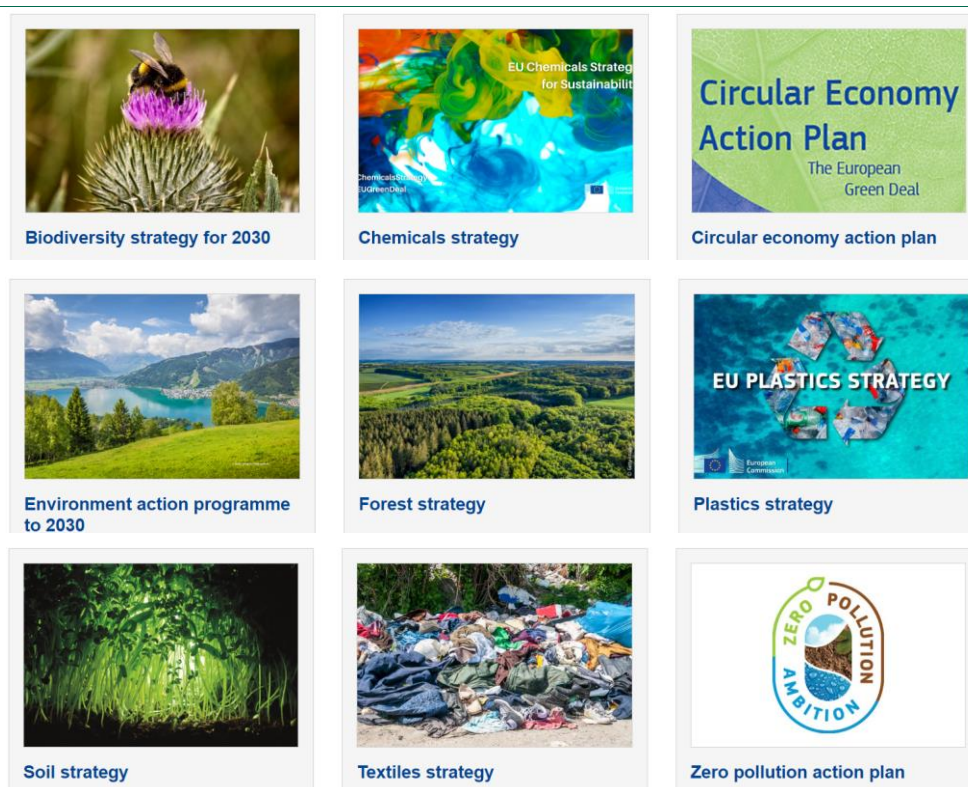 EU Chemicals Strateg
for Sustainabilit
ChemicalsStrategy
EUGreenDeal
Circular Economy
Action Plan
The European
Green Deal
Biodiversity strategy for 2030
Chemicals strategy
Circular economy action plan
EU PLASTICS STRATEGY
European
Commission
Environment action programme
to 2030
Forest strategy
Plastics strategy
ZERO POLLUTION
AMBITION
Soil strategy
Textiles strategy
Zero pollution action plan